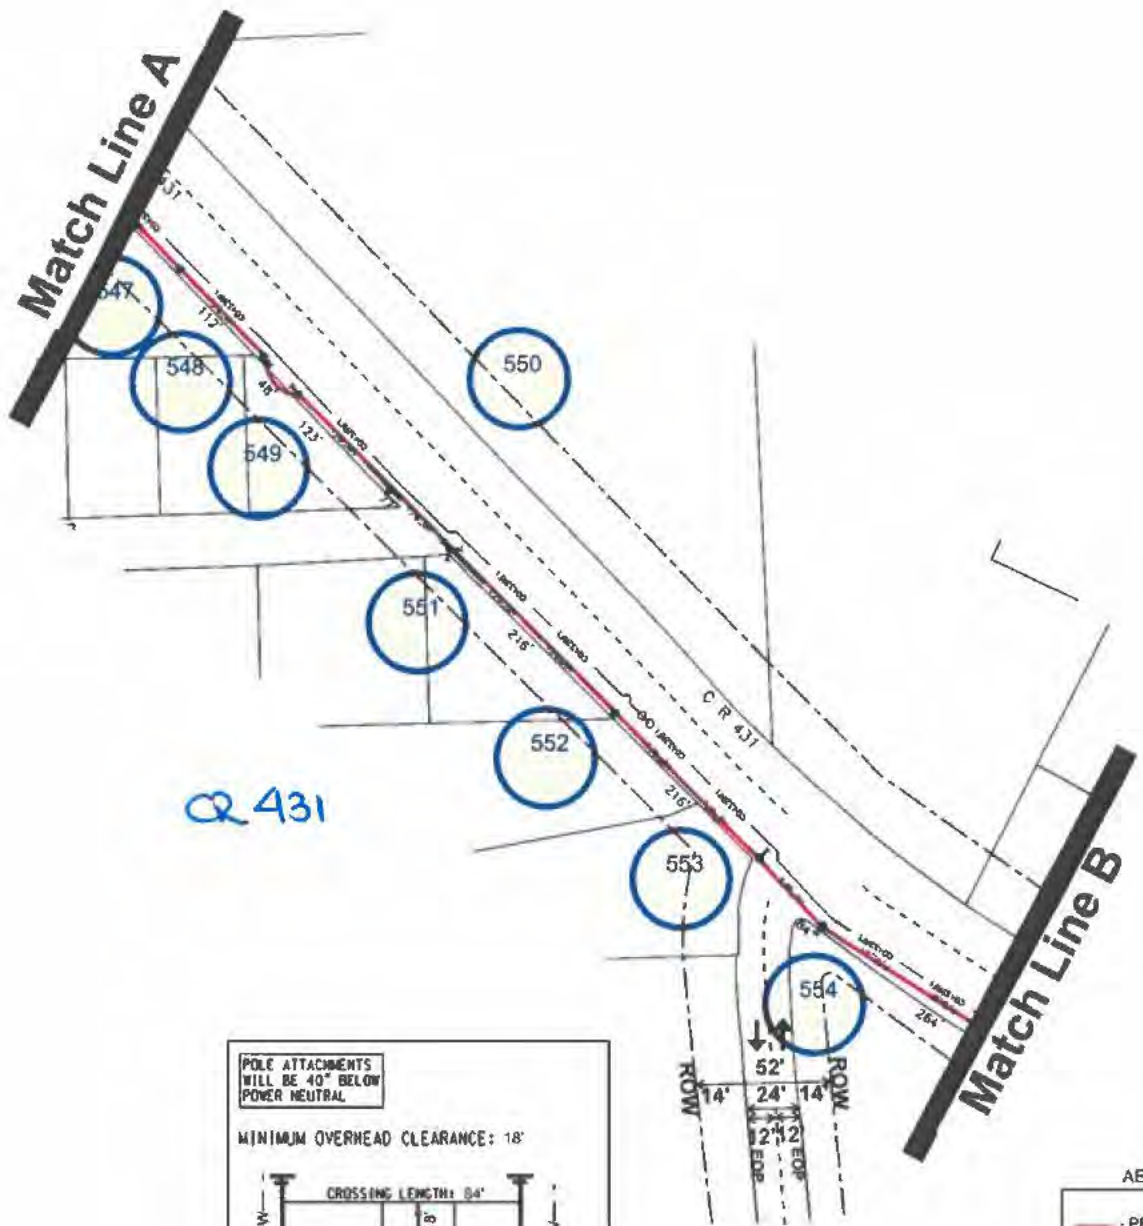 Match Line A
431
547
112'
548
550
48'
123'
549
77'
551
216'
552
C R 431
216'
CR 431
553
Match Line B
264'
554
52'
ROW
ROW
14'
24'
14'
12'
12'
EOP
EOP
POLE ATTACHMENTS
WILL BE 40" BELOW
POWER NEUTRAL
MINIMUM OVERHEAD CLEARANCE: 18'
CROSSING LENGTH: 84'